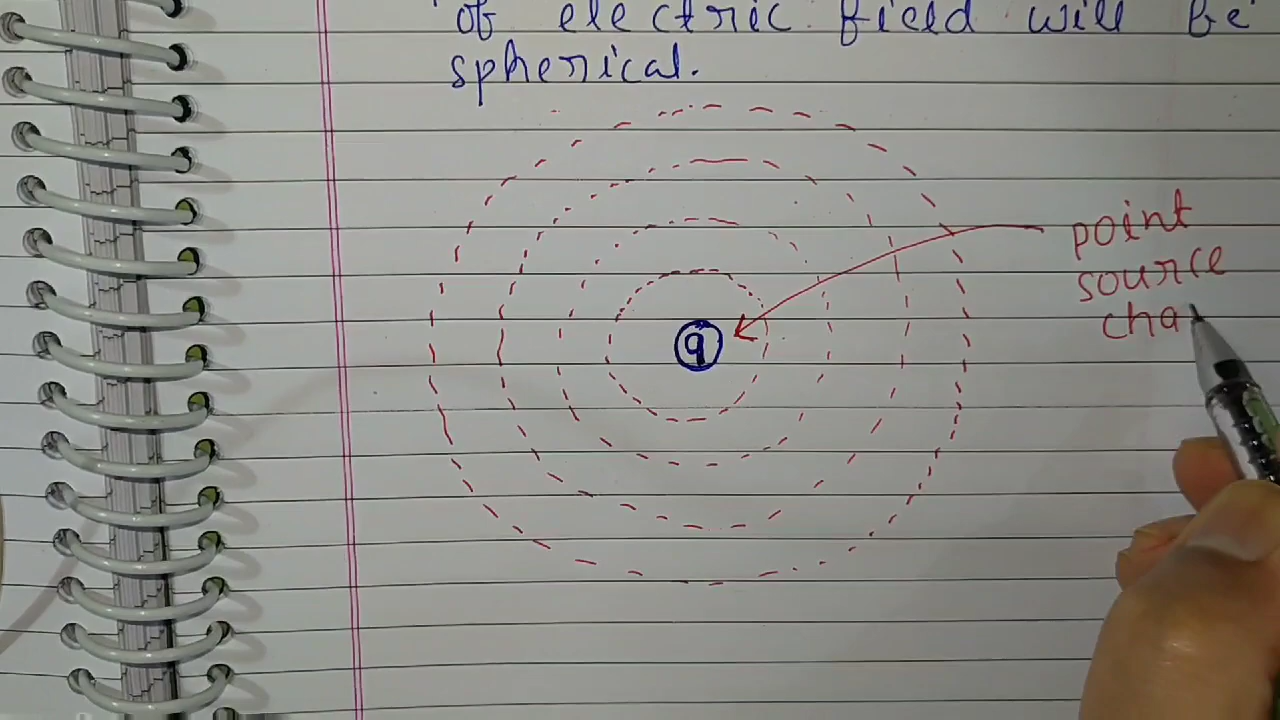 of electric field will be
spherical.
point
source
cha
q